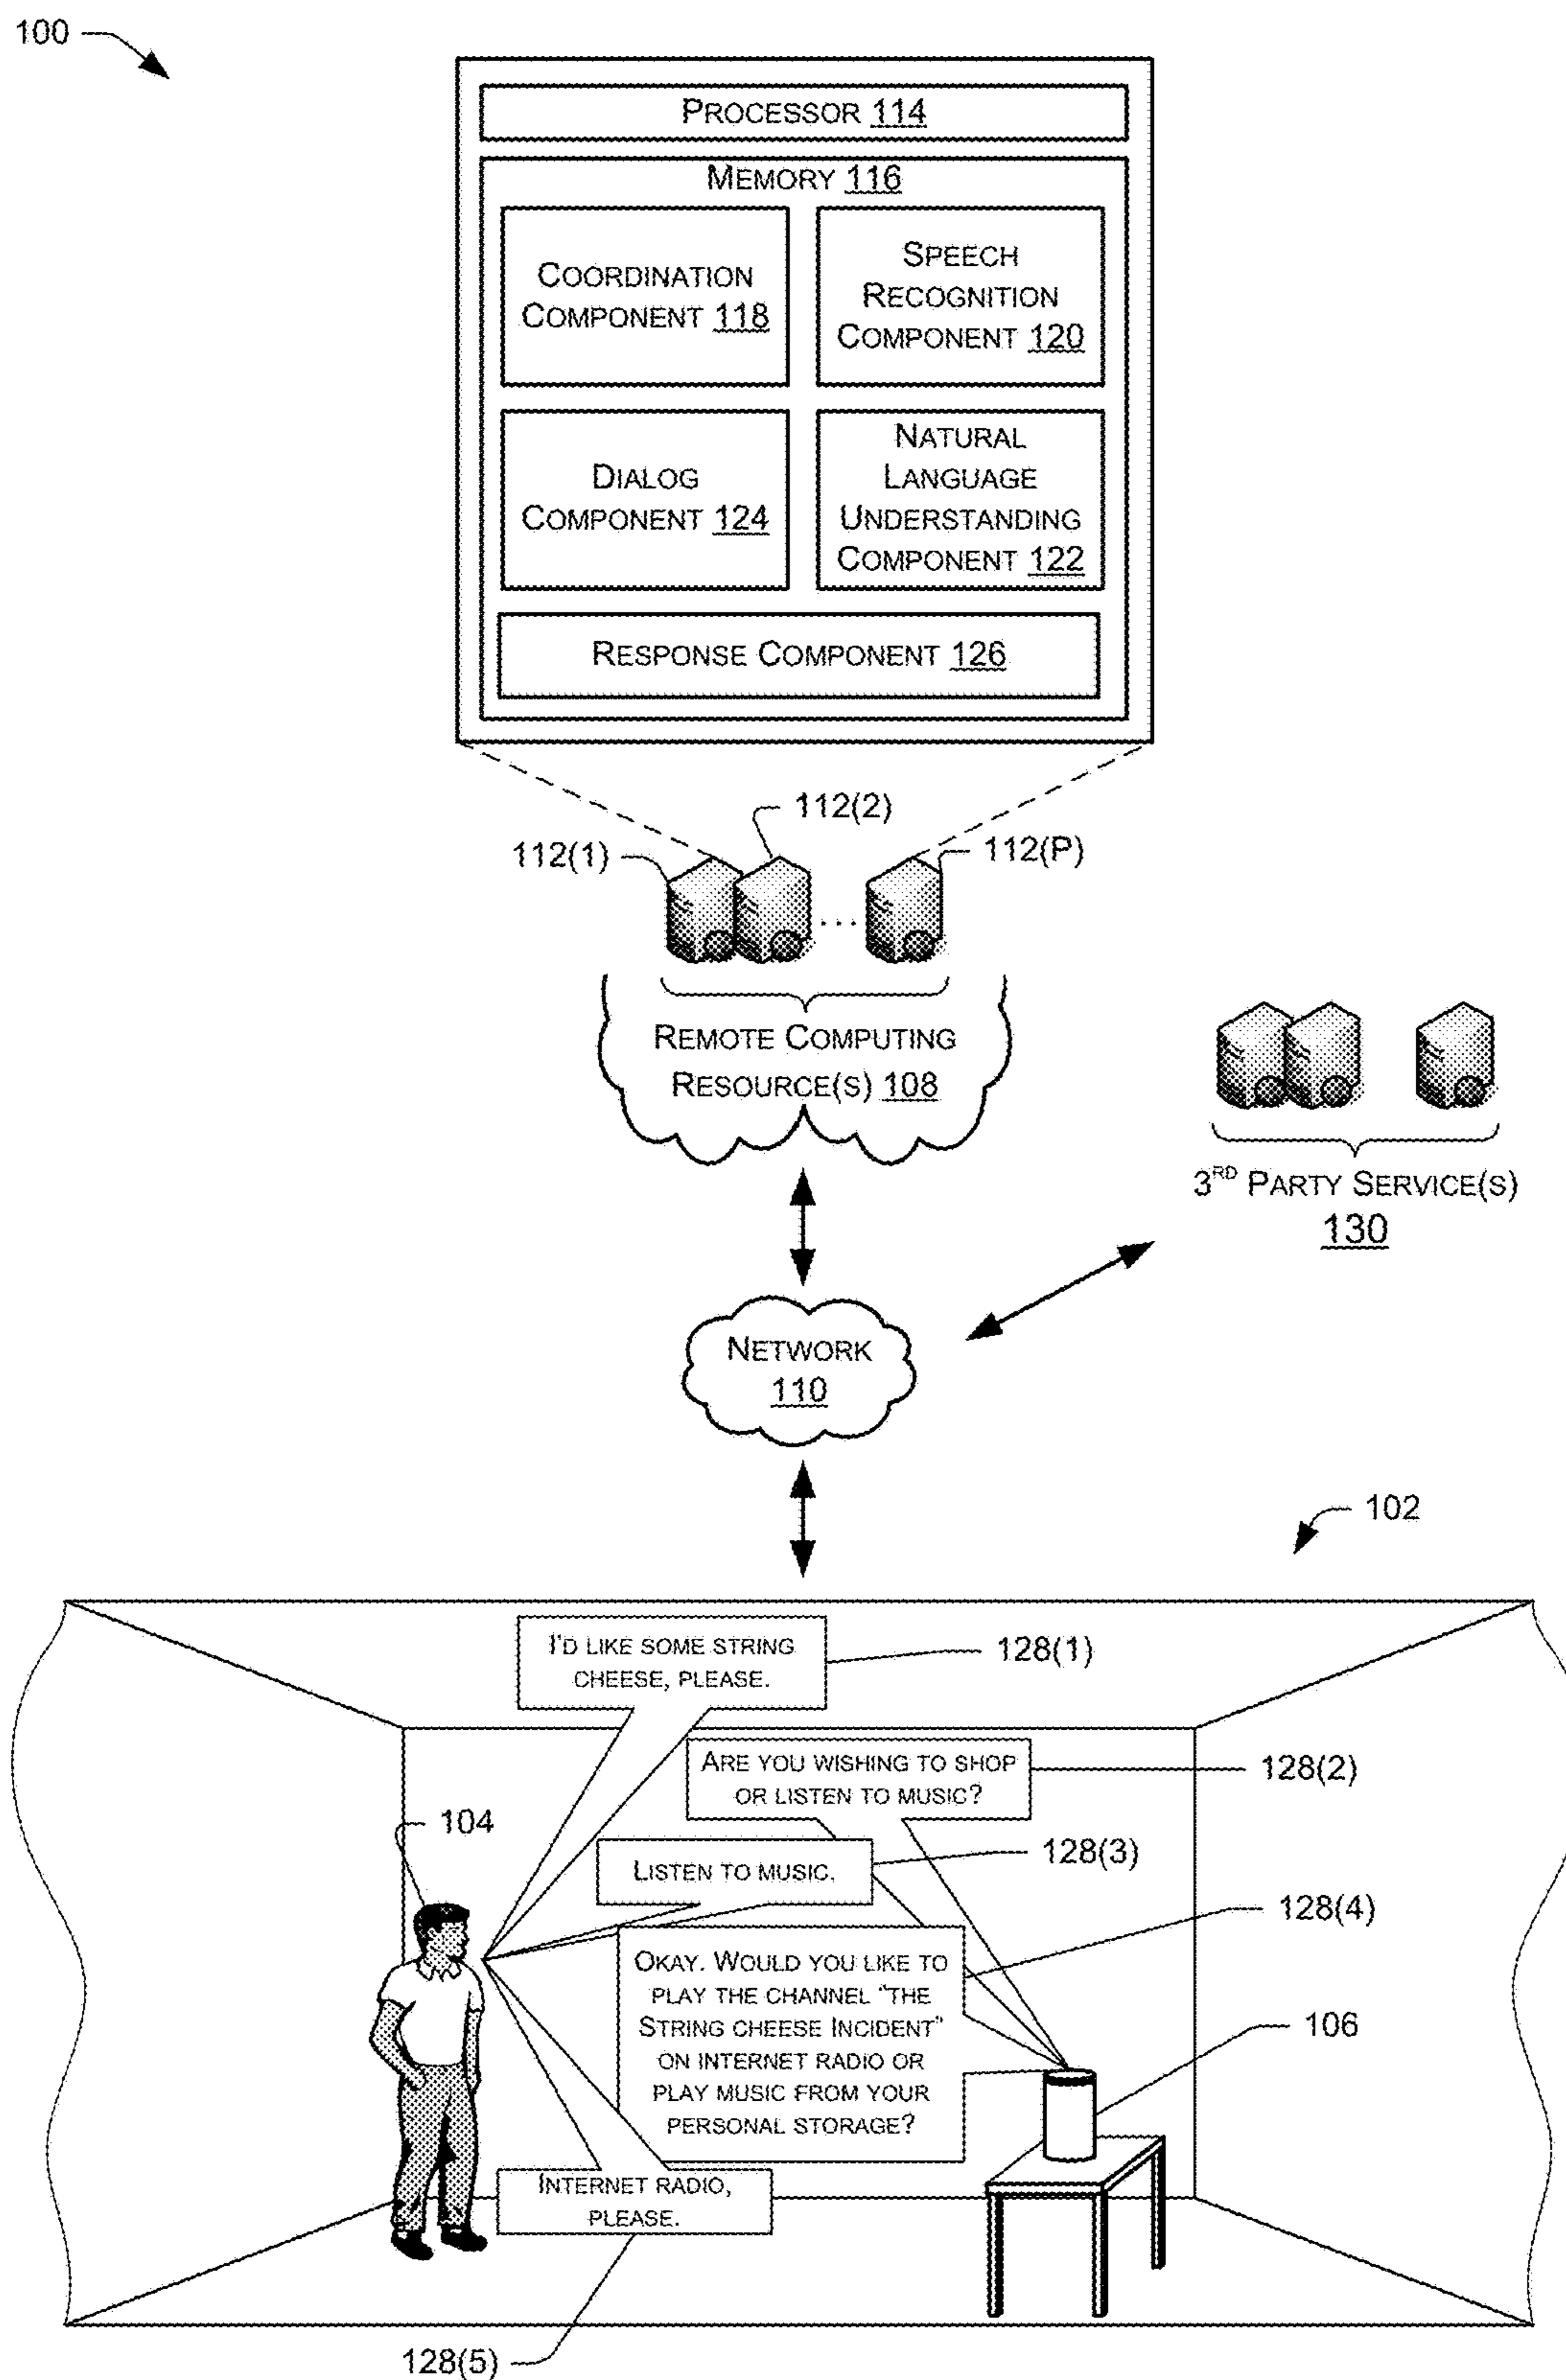 100
PROCESSOR 114
MEMORY 116
COORDINATION
COMPONENT 118
SPEECH
RECOGNITION
COMPONENT 120
DIALOG
COMPONENT 124
NATURAL
LANGUAGE
UNDERSTANDING
COMPONENT 122
RESPONSE COMPONENT 126
112(1)
112(2)
112(P)
...
REMOTE COMPUTING
RESOURCE(S) 108
3RD PARTY SERVICE(S)
130
NETWORK
110
102
I'D LIKE SOME STRING
CHEESE, PLEASE.
128(1)
ARE YOU WISHING TO SHOP
OR LISTEN TO MUSIC?
128(2)
104
LISTEN TO MUSIC.
128(3)
OKAY. WOULD YOU LIKE TO
PLAY THE CHANNEL "THE
STRING CHEESE INCIDENT"
ON INTERNET RADIO OR
PLAY MUSIC FROM YOUR
PERSONAL STORAGE?
128(4)
106
INTERNET RADIO,
PLEASE.
128(5)